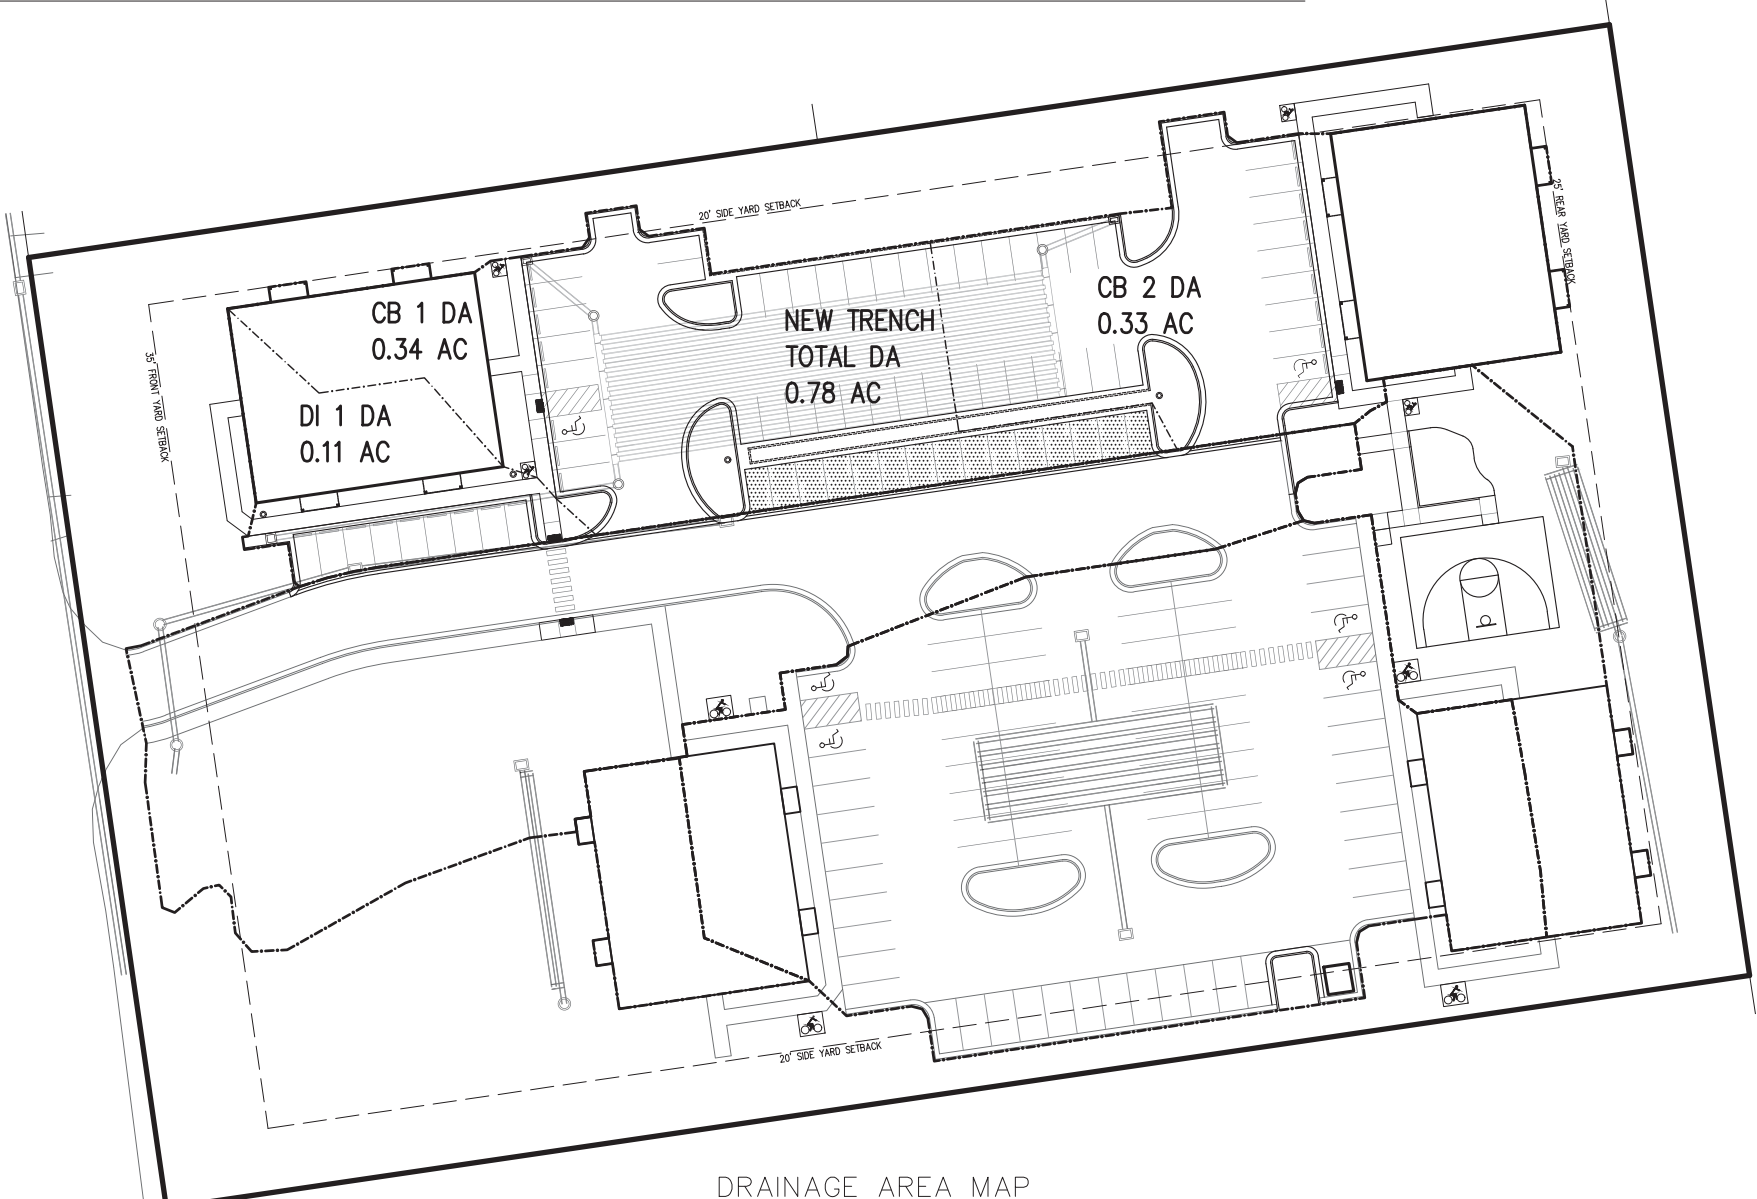 20' SIDE YARD SETBACK
25' REAR YARD SETBACK
CB 1 DA
0.34 AC
CB 2 DA
0.33 AC
NEW TRENCH
TOTAL DA
0.78 AC
35' FRONT YARD SETBACK
DI 1 DA
0.11 AC
20' SIDE YARD SETBACK
DRAINAGE AREA MAP